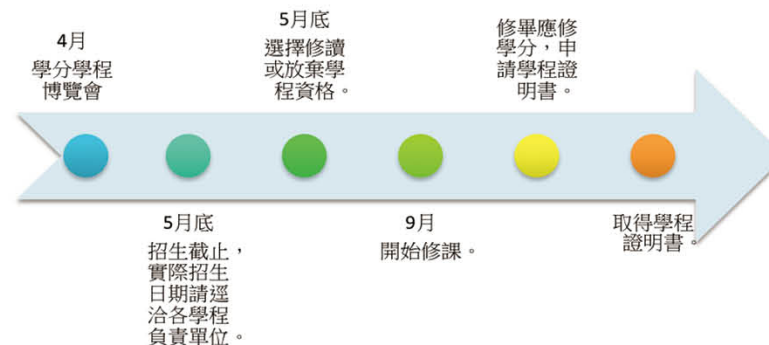 4月
學分學程
博覽會
5月底
招生截止，
實際招生
日期請逕
洽各學程
負責單位。
5月底
選擇修讀
或放棄學
程資格。
9月
開始修課。
修畢應修
學分，申
請學程證
明書。
取得學程
證明書。